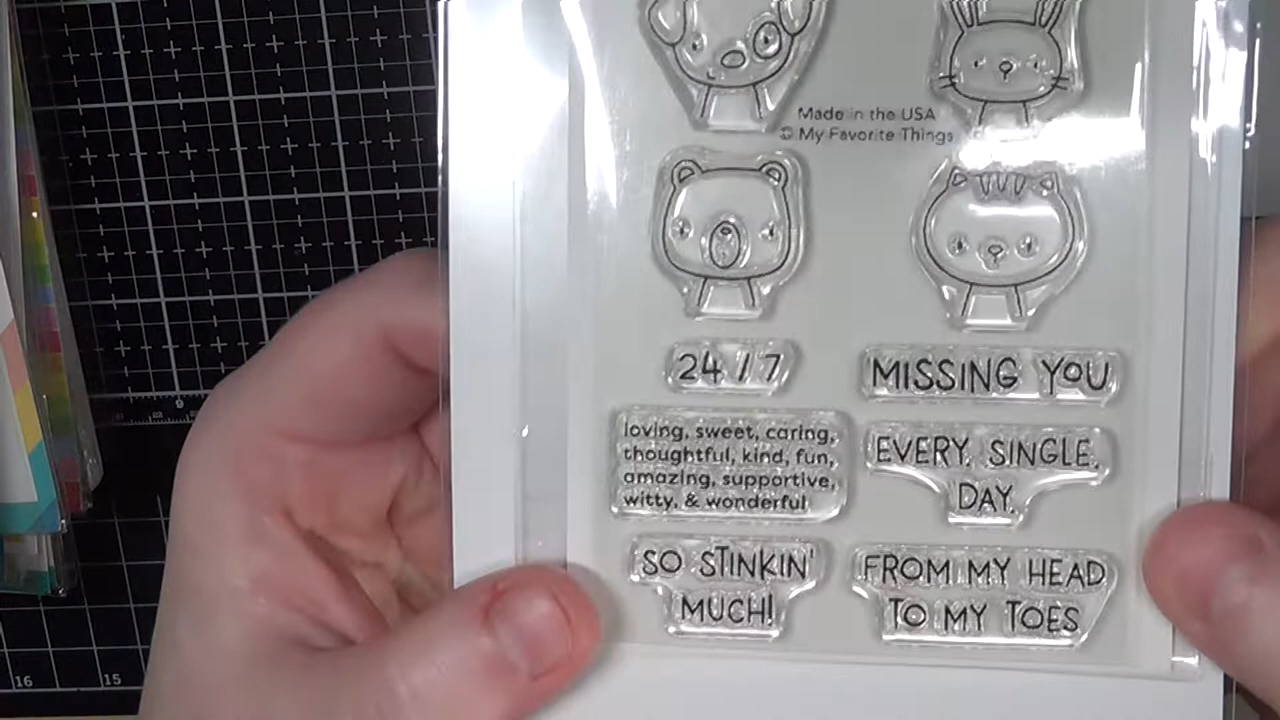 Made in the USA
© My Favorite Things
24 / 7
MISSING YOU
loving, sweet, caring,
thoughtful, kind, fun,
amazing, supportive,
witty, & wonderful
EVERY. SINGLE.
DAY.
SO STINKIN'
MUCH!
FROM MY HEAD
TO MY TOES
9
16
15